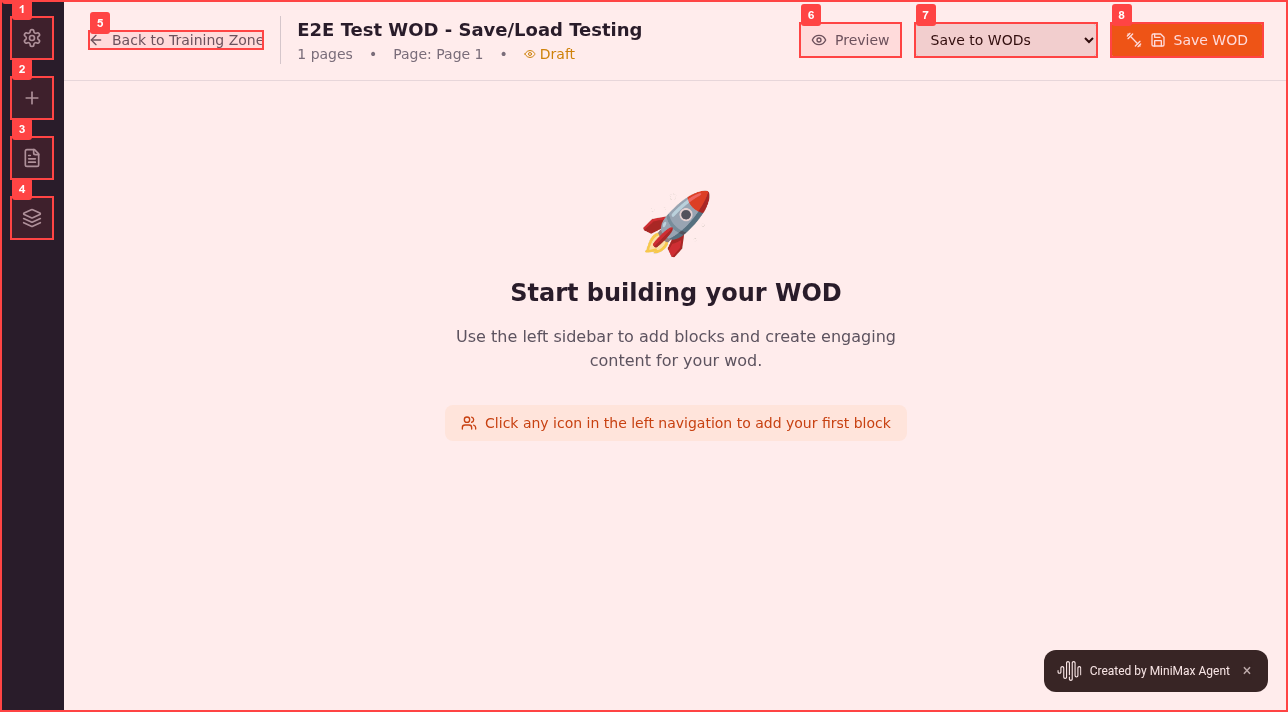 1
2
3
4
5
Back to Training Zone
E2E Test WOD - Save/Load Testing
1 pages • Page: Page 1 • Draft
6
Preview
7
Save to WODs
8
Save WOD
Start building your WOD
Use the left sidebar to add blocks and create engaging
content for your wod.
Click any icon in the left navigation to add your first block
Created by MiniMax Agent ×